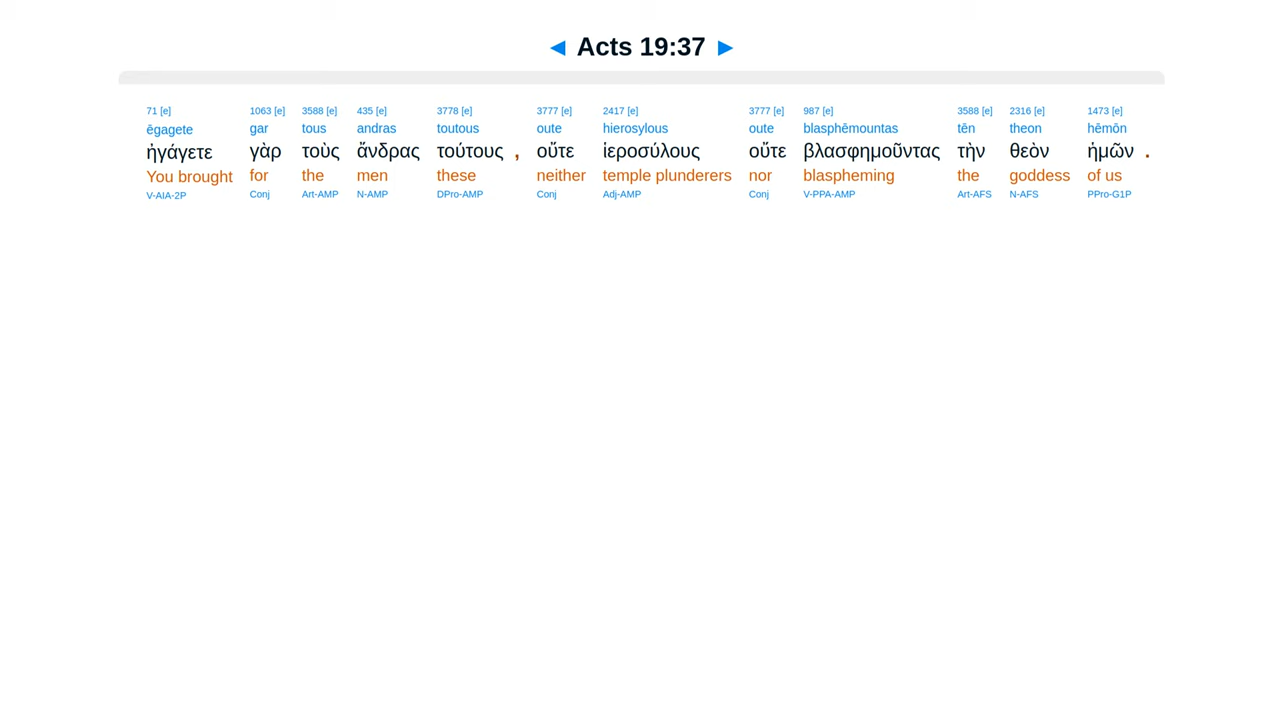 ◄ Acts 19:37 ►
71 [e] 1063 [e] 3588 [e] 435 [e] 3778 [e] 3777 [e] 2417 [e] 3777 [e] 987 [e] 3588 [e] 2316 [e] 1473 [e]
ēgagete gar tous andras toutous oute hierosylous oute blasphēmountas tēn theon hēmōn
ἠγάγετε γὰρ τοὺς ἄνδρας τούτους , οὔτε ἱεροσύλους οὔτε βλασφημοῦντας τὴν θεὸν ἡμῶν .
You brought for the men these neither temple plunderers nor blaspheming the goddess of us
V-AIA-2P Conj Art-AMP N-AMP DPro-AMP Conj Adj-AMP Conj V-PPA-AMP Art-AFS N-AFS PPro-G1P